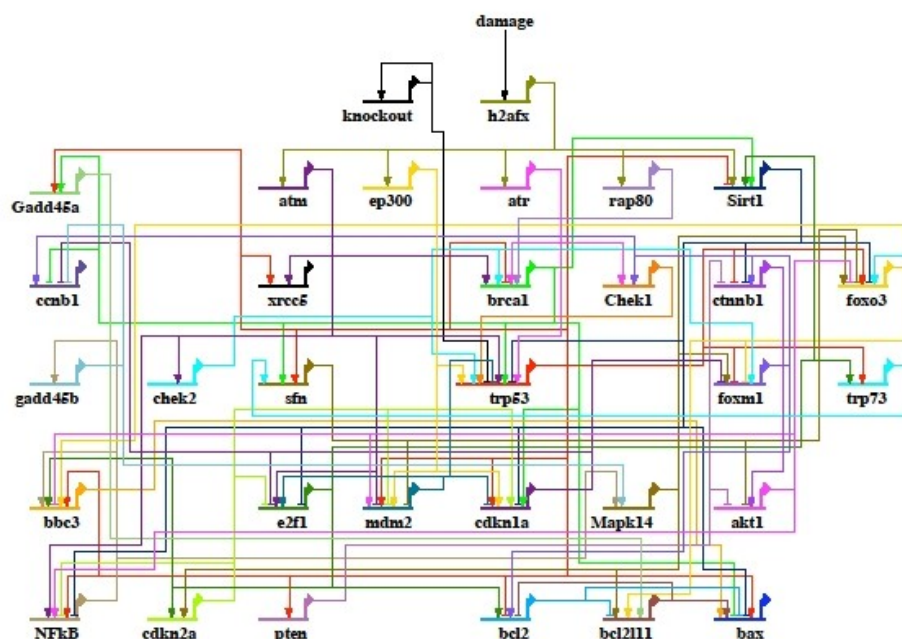 damage
knockout h2afx
Gadd45a atm ep300 atr rap80 Sirt1
ccnb1 xrcc5 brca1 Chek1 ctnnb1 foxo3
gadd45b chek2 sfn trp53 foxm1 trp73
bbc3 e2f1 mdm2 cdkn1a Mapk14 akt1
NFkB cdkn2a pten bcl2 bcl2l11 bax